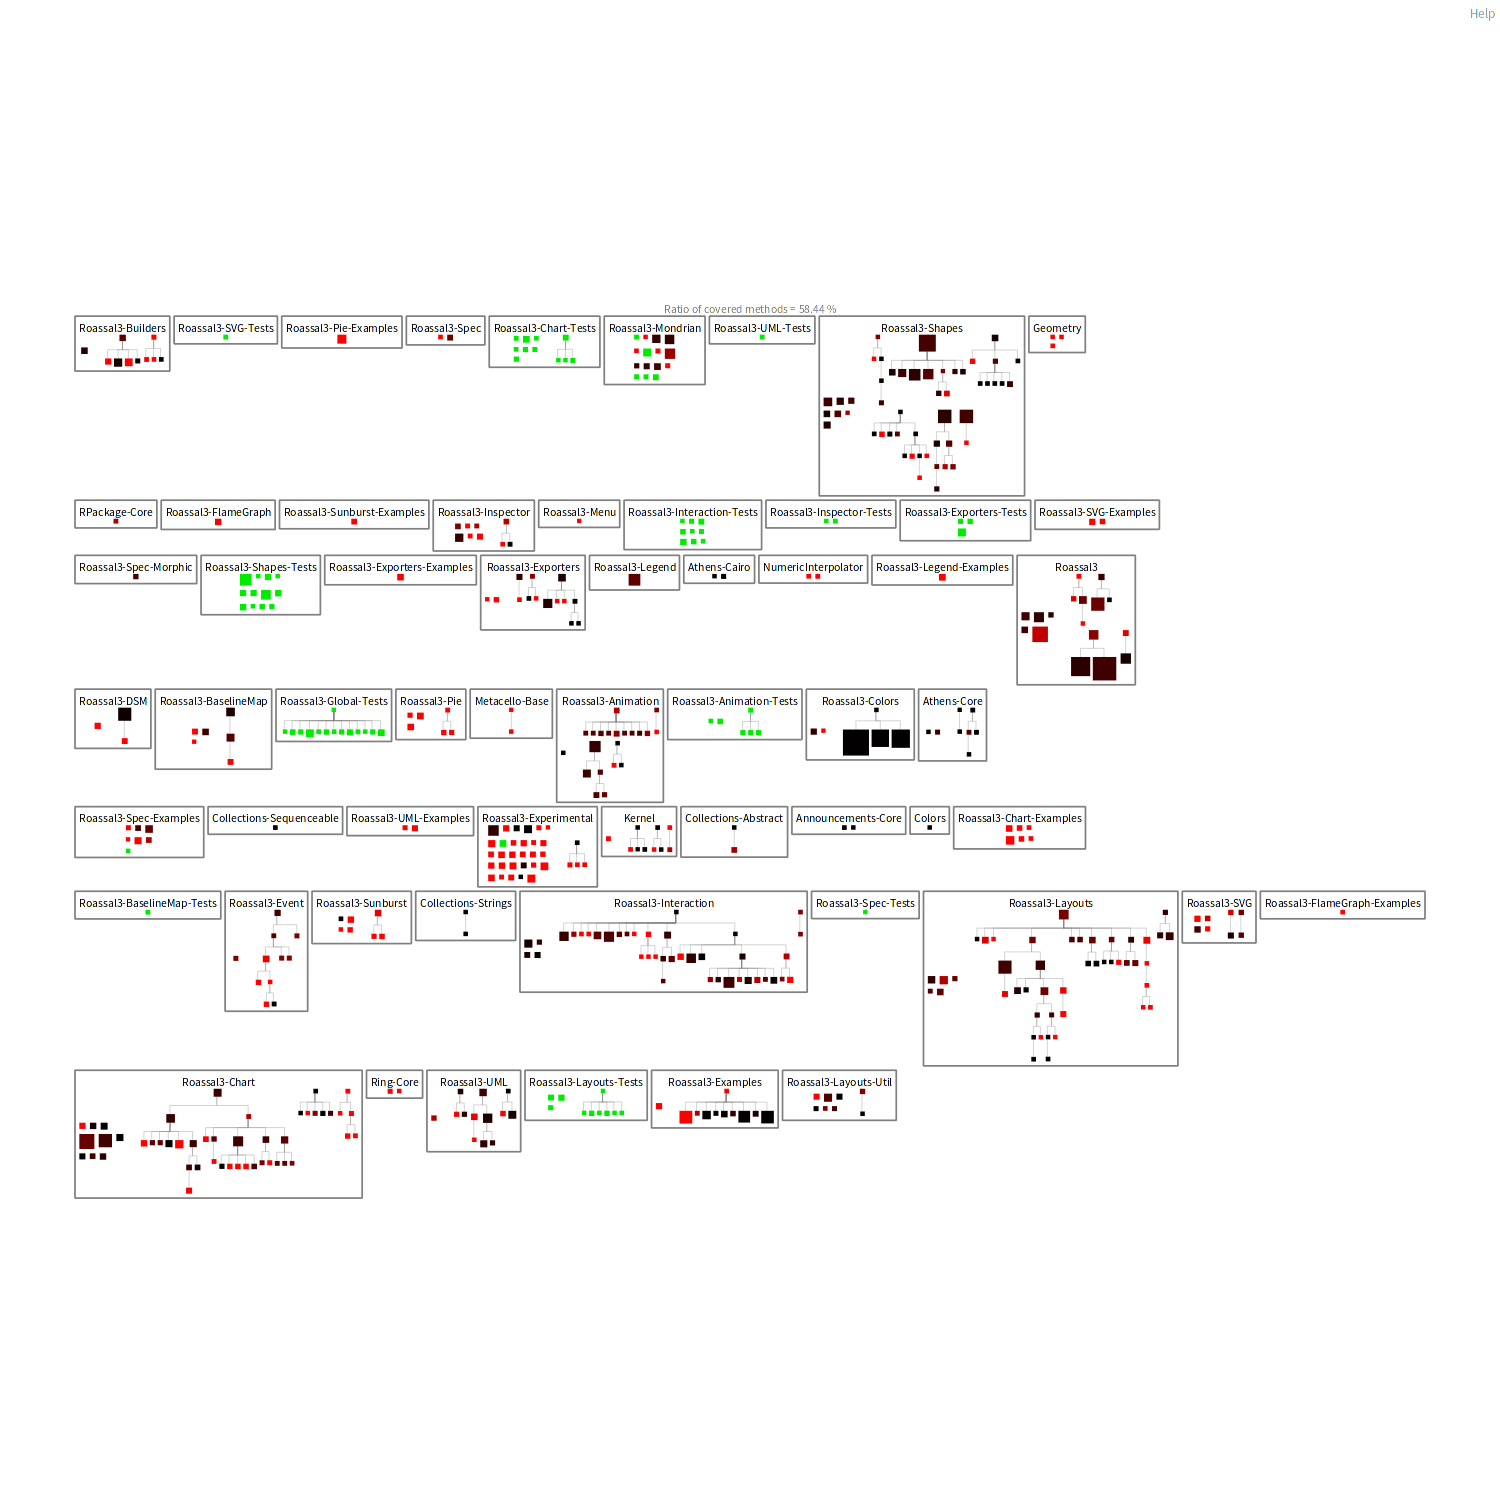 Help
Ratio of covered methods = 58.44 %
Roassal3-Builders
Roassal3-SVG-Tests
Roassal3-Pie-Examples
Roassal3-Spec
Roassal3-Chart-Tests
Roassal3-Mondrian
Roassal3-UML-Tests
Roassal3-Shapes
Geometry
RPackage-Core
Roassal3-FlameGraph
Roassal3-Sunburst-Examples
Roassal3-Inspector
Roassal3-Menu
Roassal3-Interaction-Tests
Roassal3-Inspector-Tests
Roassal3-Exporters-Tests
Roassal3-SVG-Examples
Roassal3-Spec-Morphic
Roassal3-Shapes-Tests
Roassal3-Exporters-Examples
Roassal3-Exporters
Roassal3-Legend
Athens-Cairo
NumericInterpolator
Roassal3-Legend-Examples
Roassal3
Roassal3-DSM
Roassal3-BaselineMap
Roassal3-Global-Tests
Roassal3-Pie
Metacello-Base
Roassal3-Animation
Roassal3-Animation-Tests
Roassal3-Colors
Athens-Core
Roassal3-Spec-Examples
Collections-Sequenceable
Roassal3-UML-Examples
Roassal3-Experimental
Kernel
Collections-Abstract
Announcements-Core
Colors
Roassal3-Chart-Examples
Roassal3-BaselineMap-Tests
Roassal3-Event
Roassal3-Sunburst
Collections-Strings
Roassal3-Interaction
Roassal3-Spec-Tests
Roassal3-Layouts
Roassal3-SVG
Roassal3-FlameGraph-Examples
Roassal3-Chart
Ring-Core
Roassal3-UML
Roassal3-Layouts-Tests
Roassal3-Examples
Roassal3-Layouts-Util